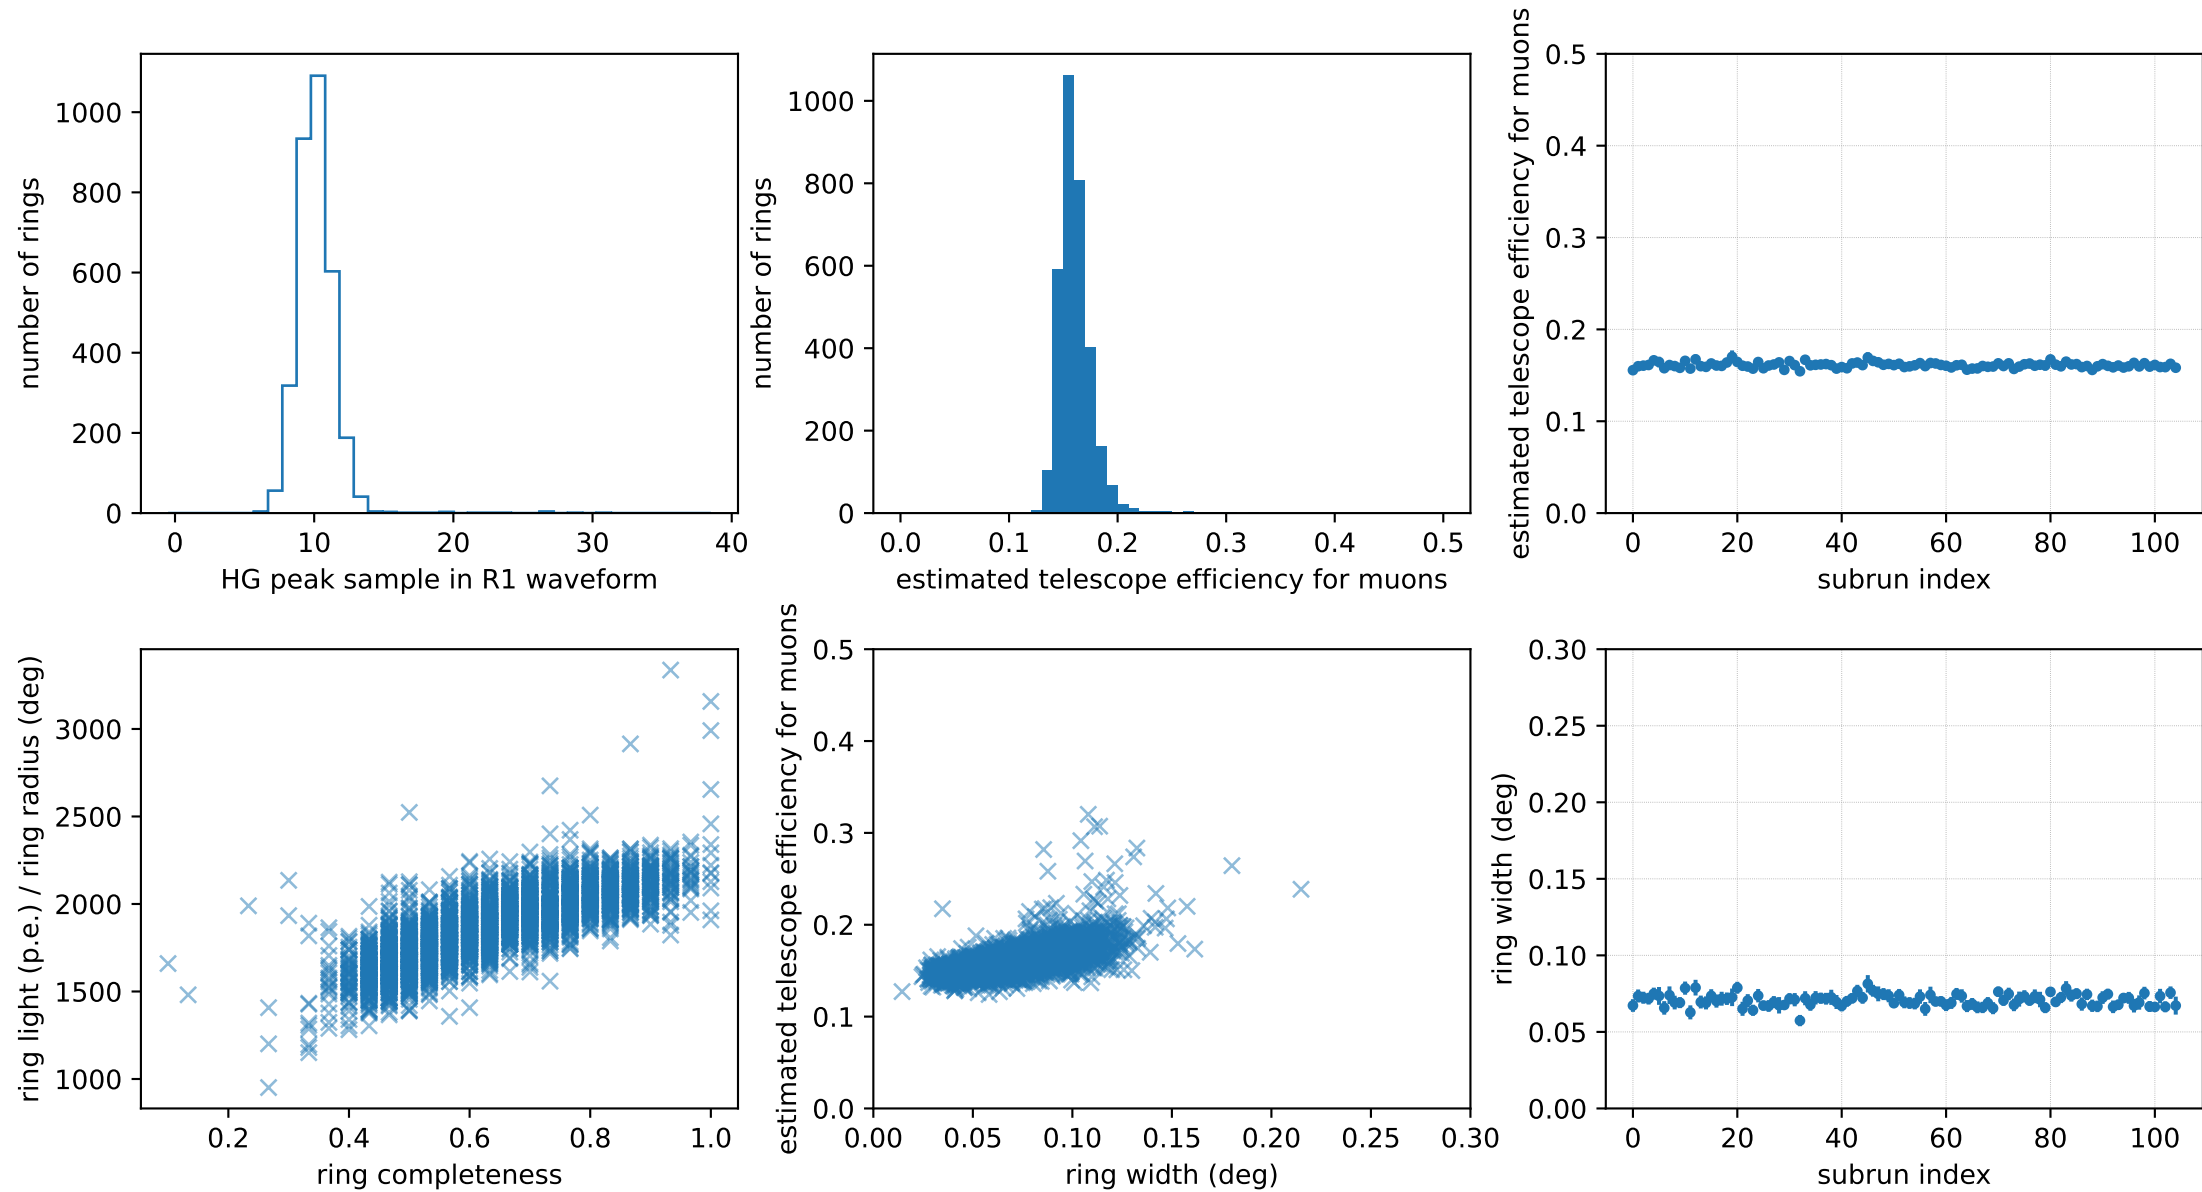 number of rings
1000
800
600
400
200
0
0 10 20 30 40
HG peak sample in R1 waveform
number of rings
1000
800
600
400
200
0
0.0 0.1 0.2 0.3 0.4 0.5
estimated telescope efficiency for muons
estimated telescope efficiency for muons
0.5
0.4
0.3
0.2
0.1
0.0
0 20 40 60 80 100
subrun index
ring light (p.e.) / ring radius (deg)
3000
2500
2000
1500
1000
0.2 0.4 0.6 0.8 1.0
ring completeness
estimated telescope efficiency for muons
0.5
0.4
0.3
0.2
0.1
0.0
0.00 0.05 0.10 0.15 0.20 0.25 0.30
ring width (deg)
ring width (deg)
0.30
0.25
0.20
0.15
0.10
0.05
0.00
0 20 40 60 80 100
subrun index